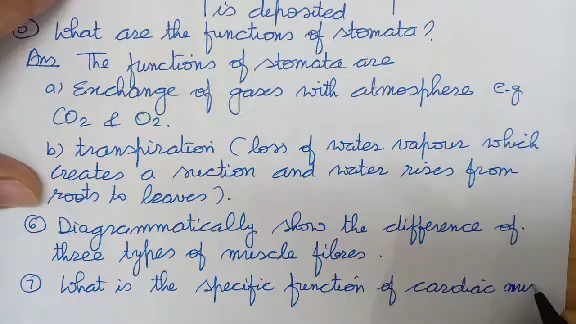 is deposited
⑤ What are the functions of stomata?
Ans The functions of stomata are
a) Exchange of gases with atmosphere e.g
CO2 & O2.
b) transpiration (loss of water vapour which
creates a suction and water rises from
roots to leaves).
⑥ Diagrammatically show the difference of
three types of muscle fibres.
⑦ What is the specific function of cardiac mus